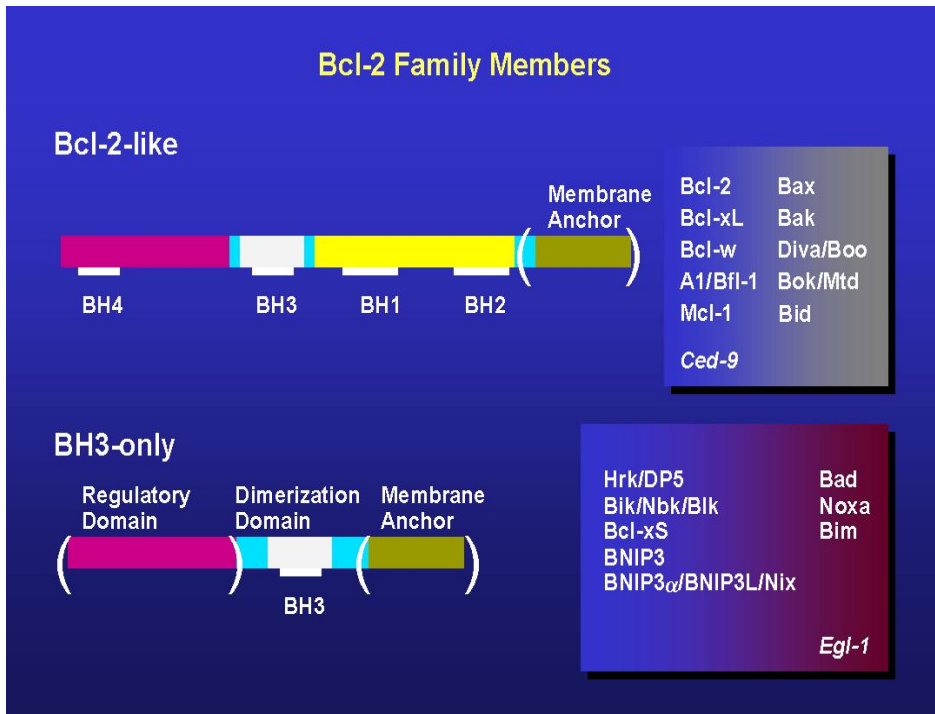 Bcl-2 Family Members
Bcl-2-like
Membrane
Anchor
BH4 BH3 BH1 BH2
Bcl-2 Bax
Bcl-xL Bak
Bcl-w Diva/Boo
A1/Bfl-1 Bok/Mtd
Mcl-1 Bid
Ced-9
BH3-only
Regulatory Domain
Dimerization Domain
Membrane Anchor
BH3
Hrk/DP5 Bad
Bik/Nbk/Blk Noxa
Bcl-xS Bim
BNIP3
BNIP3α/BNIP3L/Nix
Egl-1